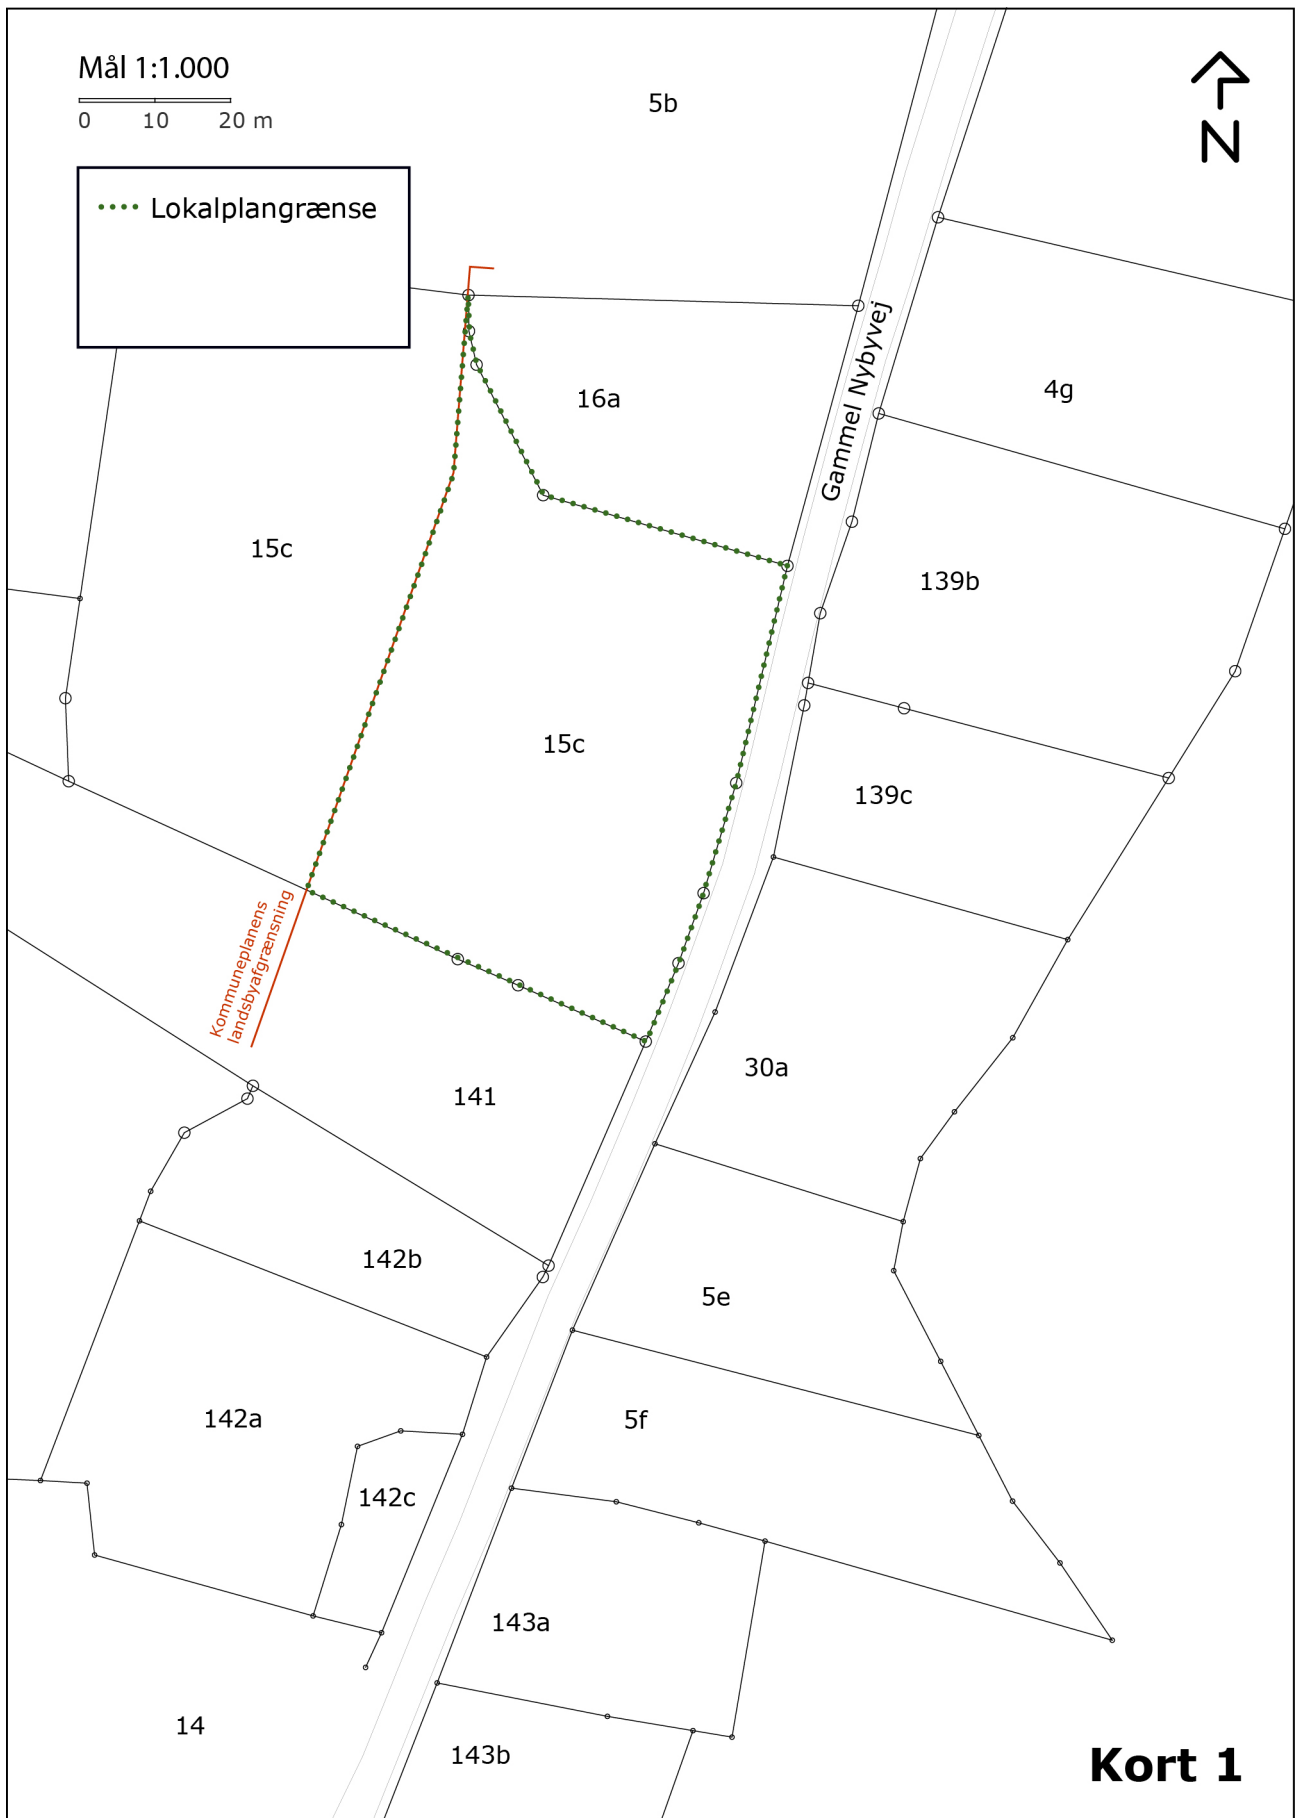 Mål 1:1.000
0 10 20 m
5b
N
Lokalplangrænse
16a
Gammel Nybyvej
4g
15c
139b
15c
139c
Kommuneplanens
landsbyafgrænsning
30a
141
142b
5e
142a
5f
142c
143a
14
143b
Kort 1